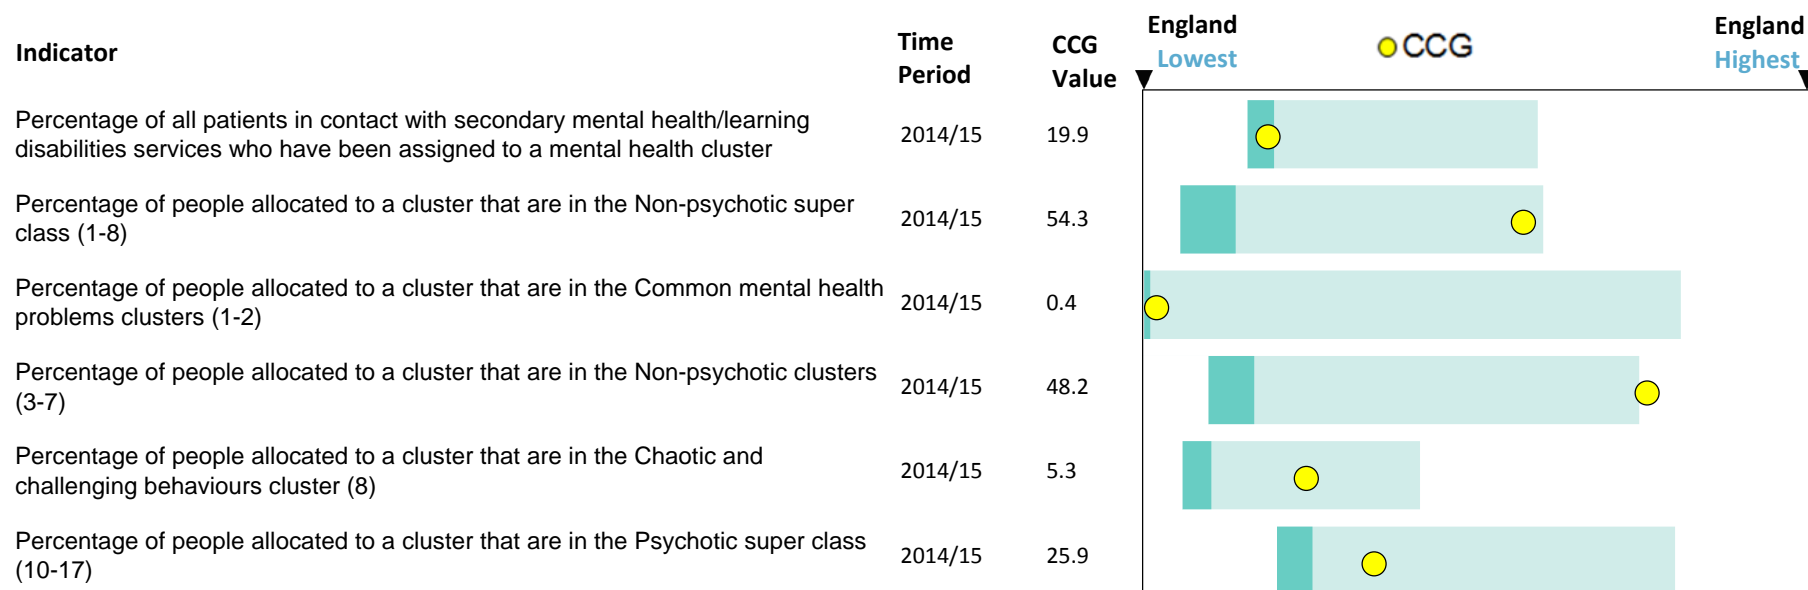 Indicator
Time
Period
CCG
Value
England
Lowest
CCG
England
Highest
Percentage of all patients in contact with secondary mental health/learning
disabilities services who have been assigned to a mental health cluster
2014/15
19.9
Percentage of people allocated to a cluster that are in the Non-psychotic super
class (1-8)
2014/15
54.3
Percentage of people allocated to a cluster that are in the Common mental health
problems clusters (1-2)
2014/15
0.4
Percentage of people allocated to a cluster that are in the Non-psychotic clusters
(3-7)
2014/15
48.2
Percentage of people allocated to a cluster that are in the Chaotic and
challenging behaviours cluster (8)
2014/15
5.3
Percentage of people allocated to a cluster that are in the Psychotic super class
(10-17)
2014/15
25.9